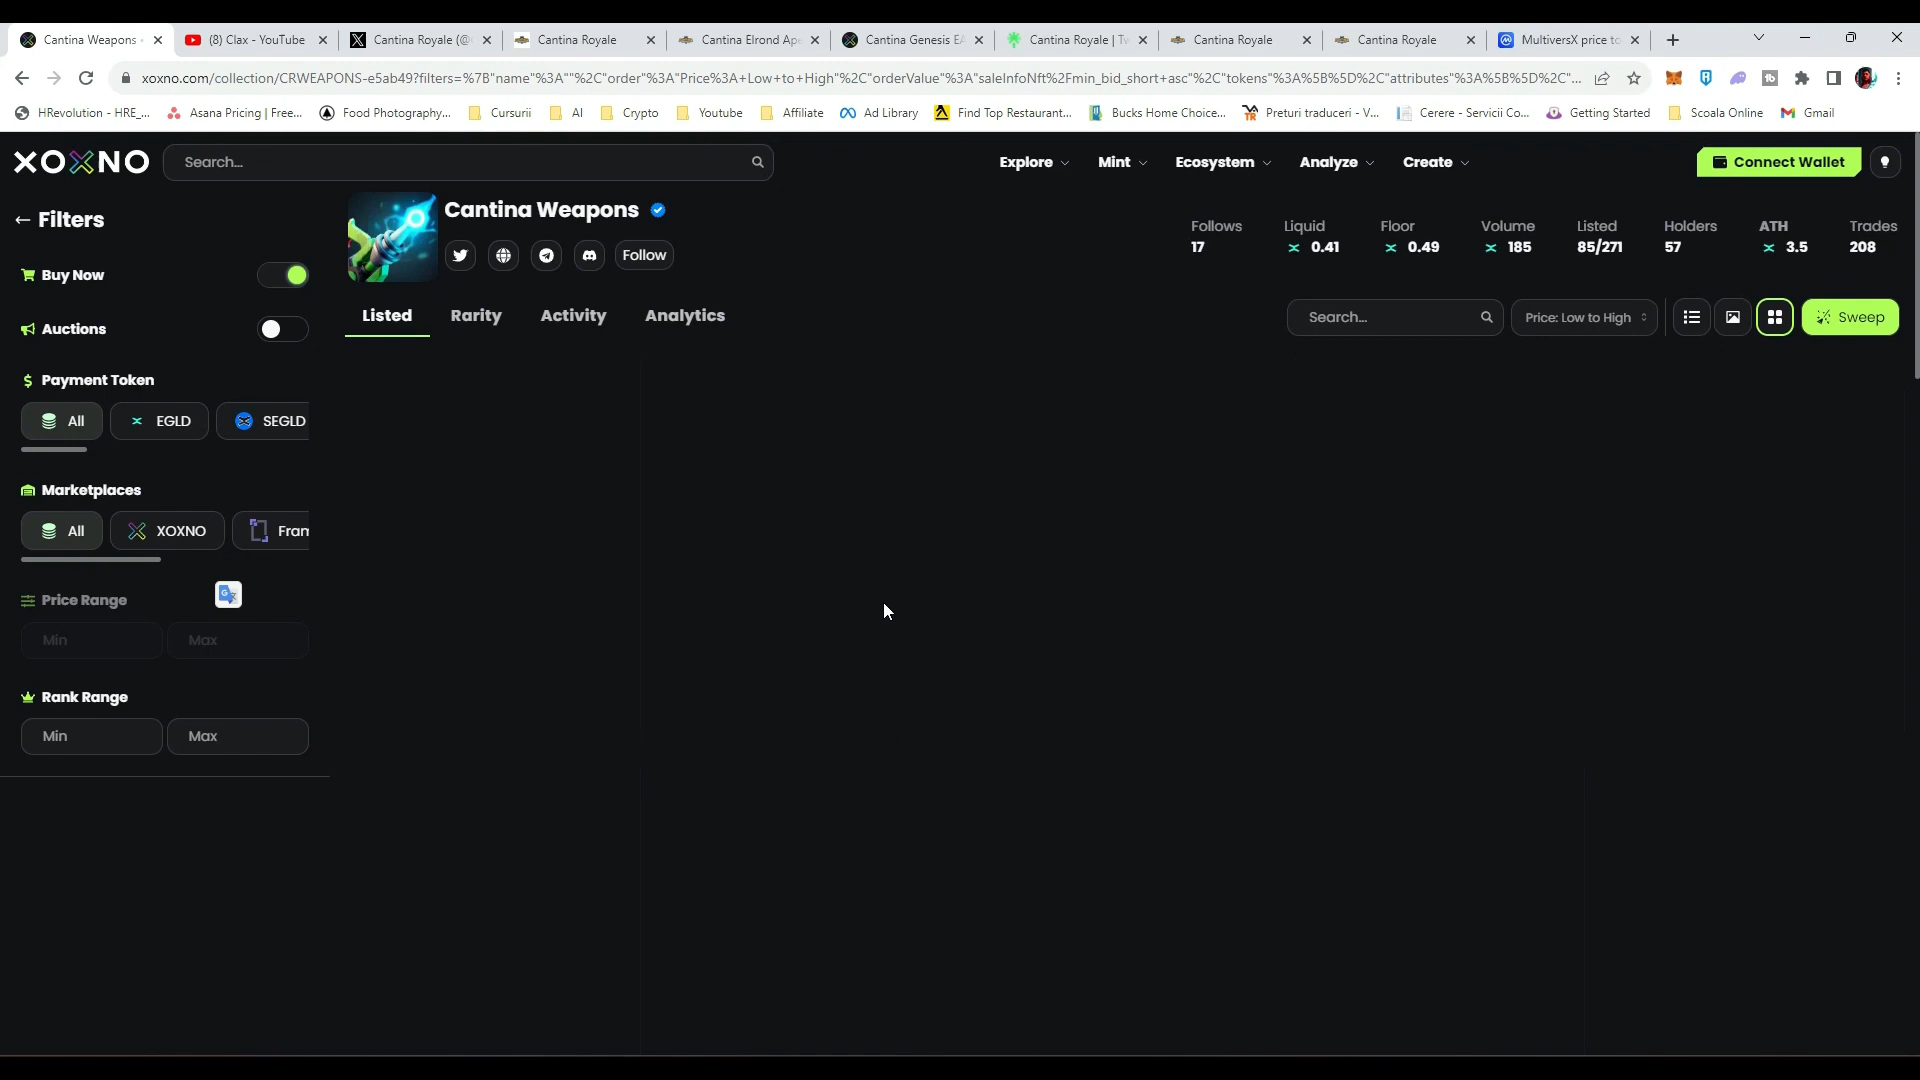 Cantina Weapons
(8) Clax - YouTube
Cantina Royale (@
Cantina Royale
Cantina Elrond Ap
Cantina Genesis EA
Cantina Royale | Tw
Cantina Royale
Cantina Royale
MultiversX price to
xoxno.com/collection/CRWEAPONS-e5ab49?filters=%7B"name"%3A""%2C"order"%3A"Price%3A+Low+to+High"%2C"orderValue"%3A"saleInfoNft%2Fmin_bid_short+asc"%2C"tokens"%3A%5B%5D%2C"attributes"%3A%5B%5D%2C"...
HRevolution - HRE_...
Asana Pricing | Free...
Food Photography...
Cursurii
AI
Crypto
Youtube
Affiliate
Ad Library
Find Top Restaurant...
Bucks Home Choice...
Preturi traduceri - V...
Cerere - Servicii Co...
Getting Started
Scoala Online
Gmail
XOXNO
Search...
Explore
Mint
Ecosystem
Analyze
Create
Connect Wallet
Filters
Buy Now
Auctions
Payment Token
All
EGLD
SEGLD
Marketplaces
All
XOXNO
Fram
Price Range
Min
Max
Rank Range
Min
Max
Cantina Weapons
Follow
Follows
17
Liquid
0.41
Floor
0.49
Volume
185
Listed
85/271
Holders
57
ATH
3.5
Trades
208
Listed
Rarity
Activity
Analytics
Search...
Price: Low to High
Sweep